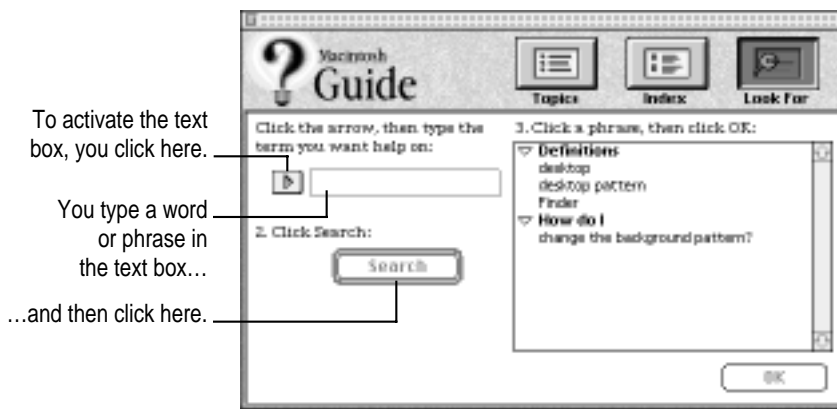 Macintosh
Guide
Topics
Index
Look For
To activate the text
box, you click here.
You type a word
or phrase in
the text box…
…and then click here.
Click the arrow, then type the
term you want help on:
2. Click Search:
Search
3. Click a phrase, then click OK:
Definitions
desktop
desktop pattern
Finder
How do I
change the background pattern?
OK